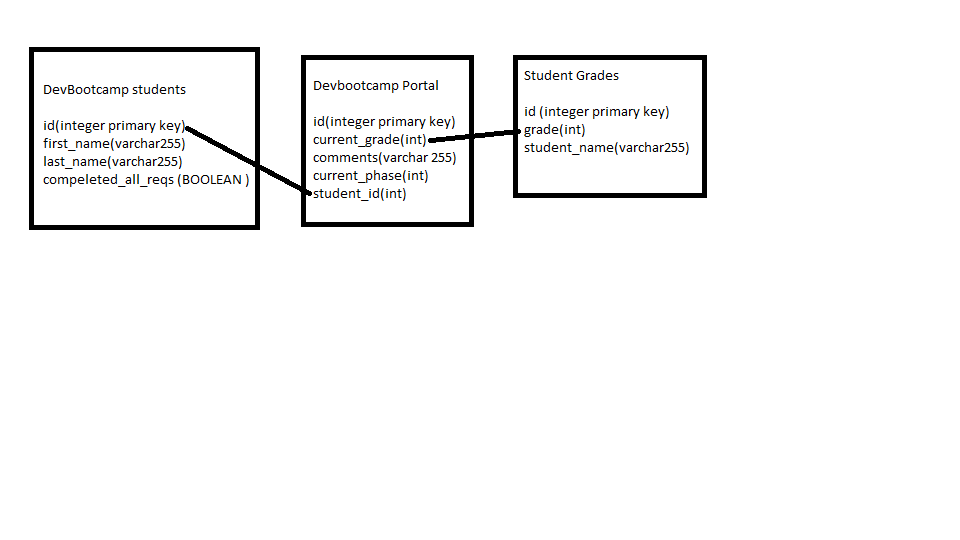 DevBootcamp students
id(integer primary key)
first_name(varchar255)
last_name(varchar255)
compeleted_all_reqs (BOOLEAN )
Devbootcamp Portal
id(integer primary key)
current_grade(int)
comments(varchar 255)
current_phase(int)
student_id(int)
Student Grades
id (integer primary key)
grade(int)
student_name(varchar255)